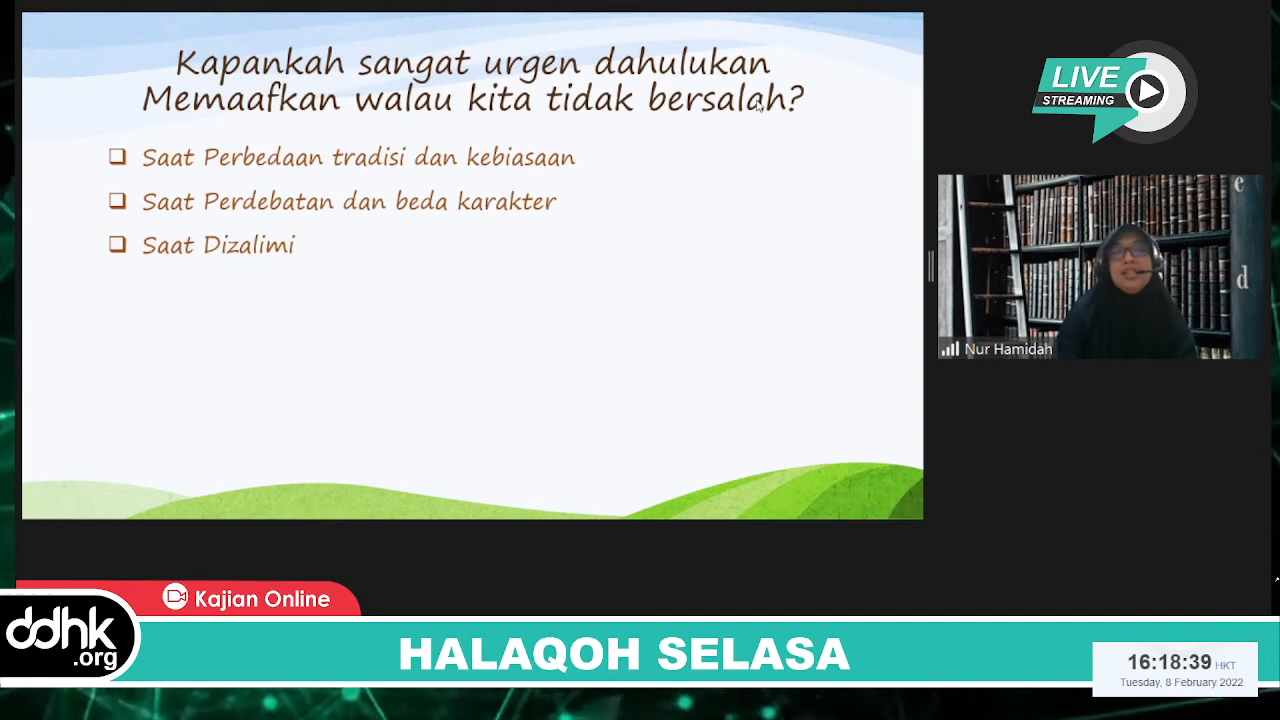 Kapankah sangat urgen dahulukan
Memaafkan walau kita tidak bersalah?
Saat Perbedaan tradisi dan kebiasaan
Saat Perdebatan dan beda karakter
Saat Dizalimi
LIVE
STREAMING
e
d
Nur Hamidah
Kajian Online
ddhk
.org
HALAQOH SELASA
16:18:39 HKT
Tuesday, 8 February 2022